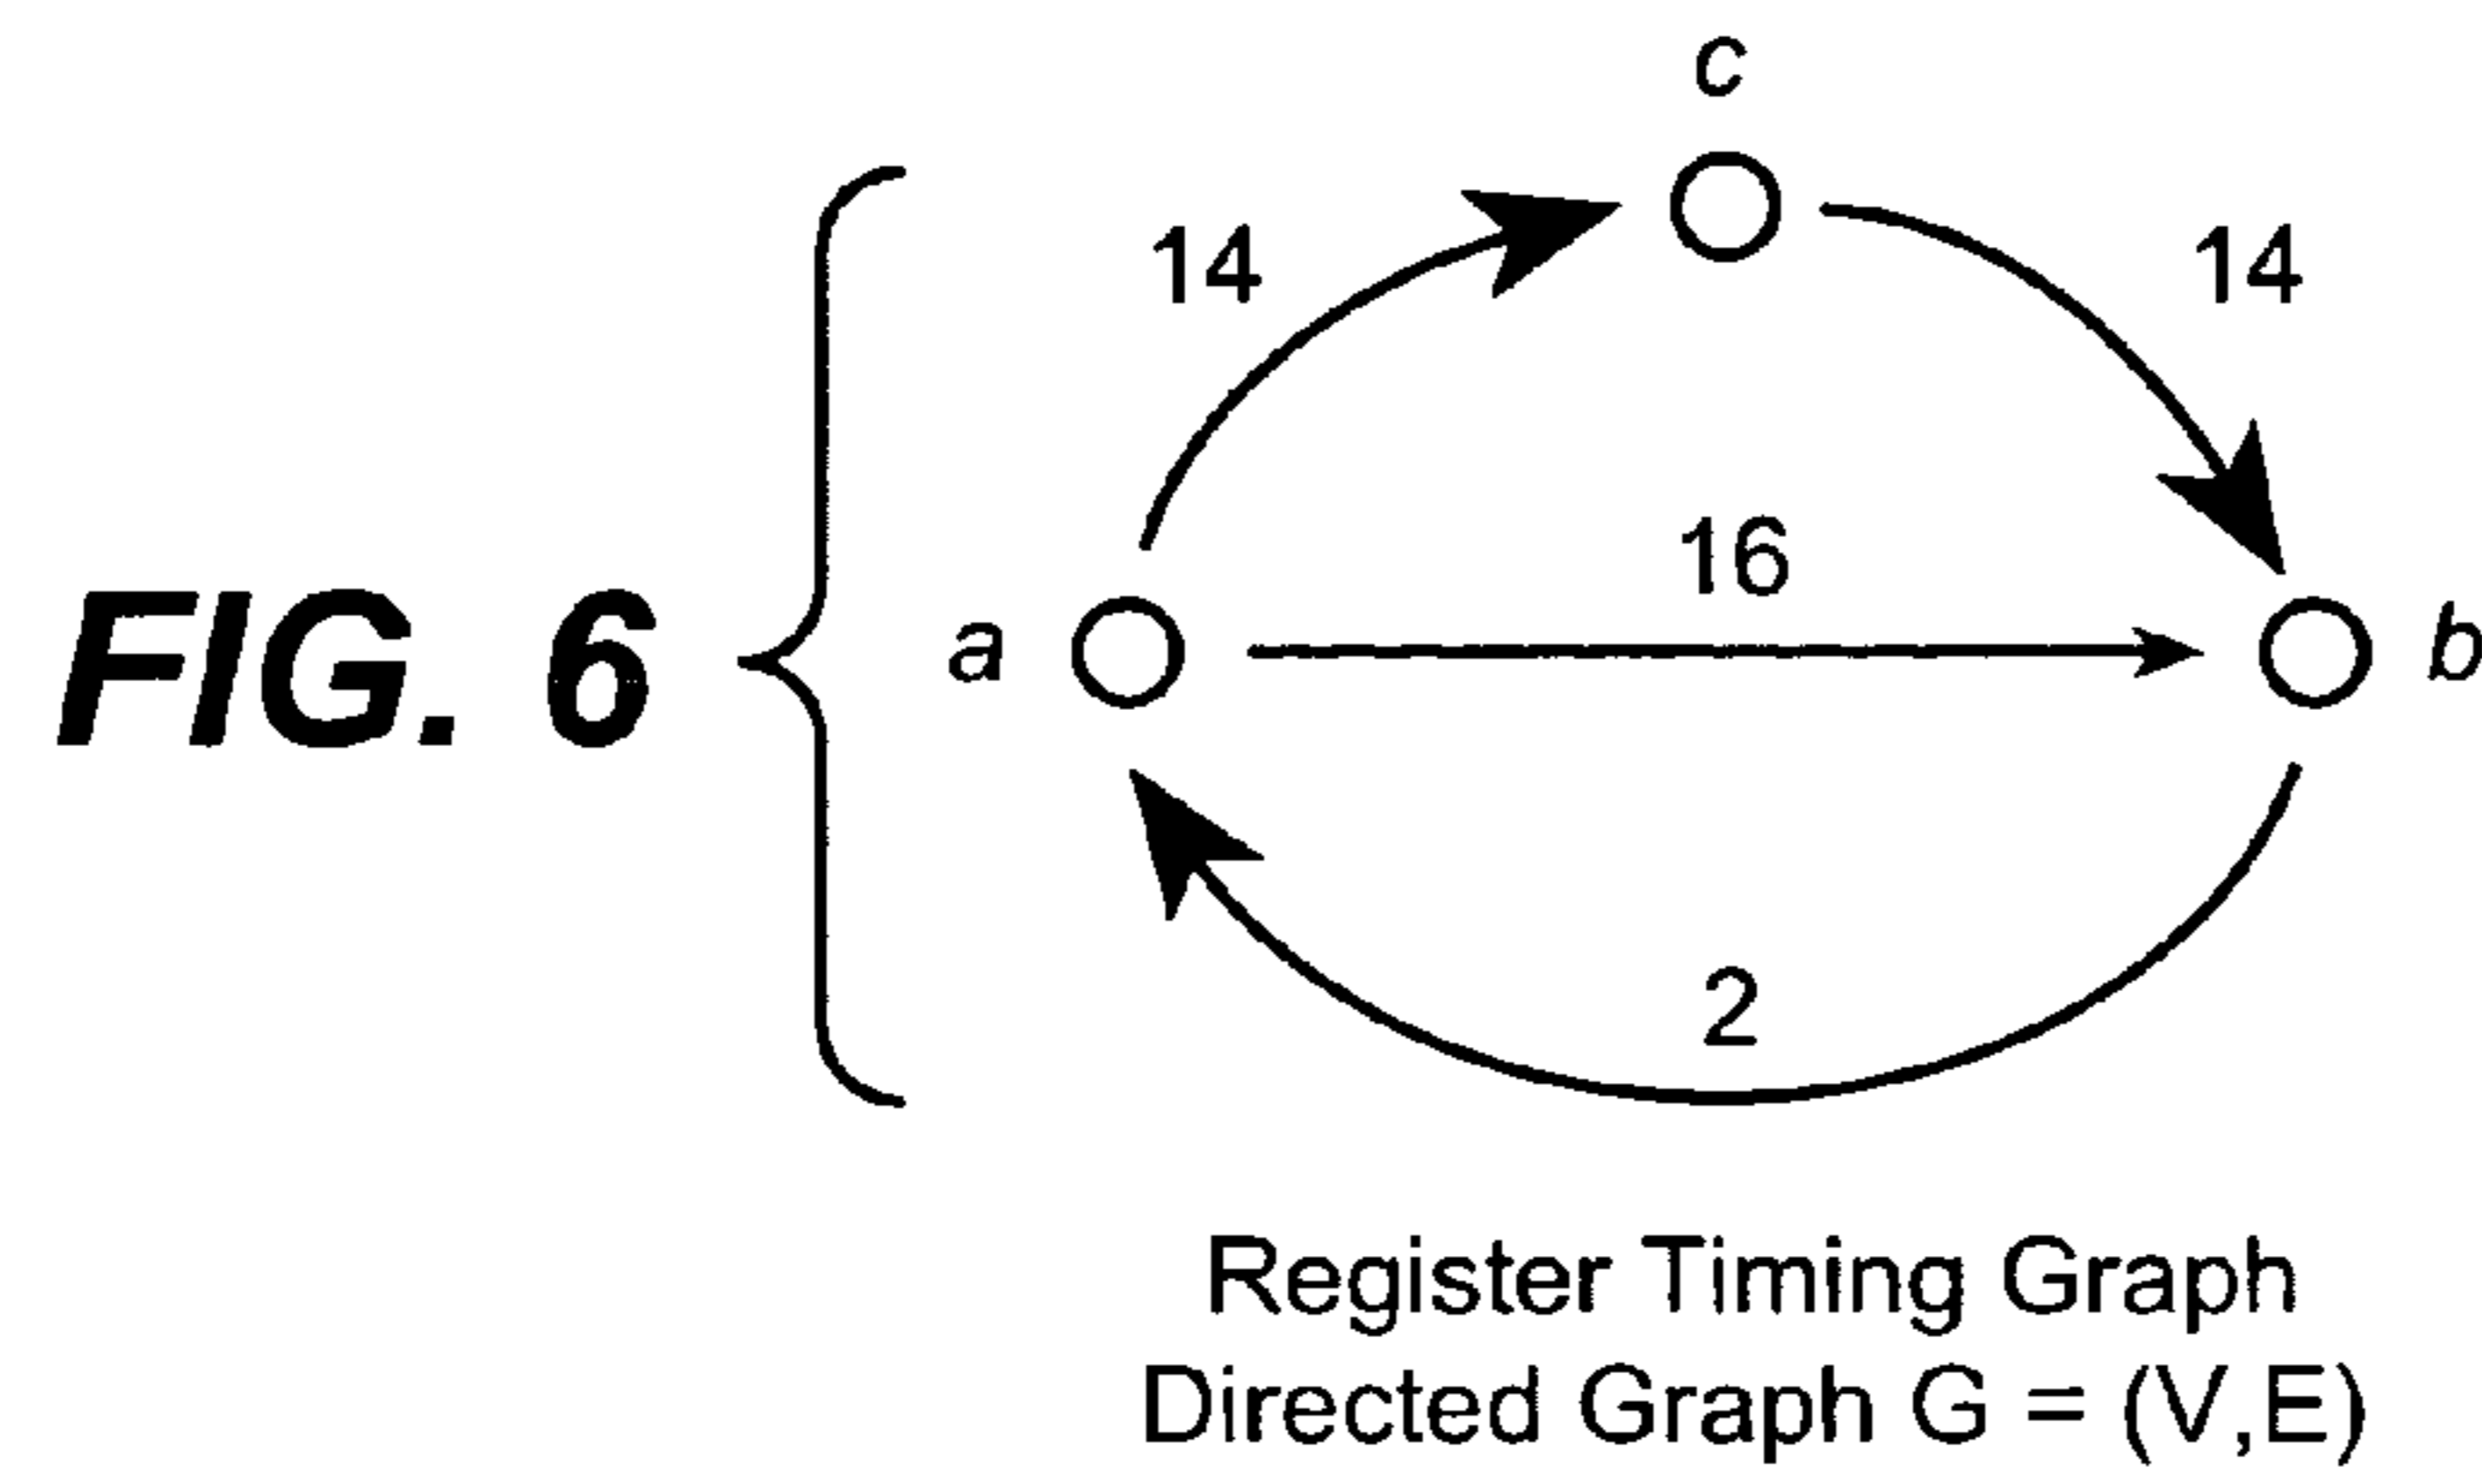 c
14
14
16
FIG. 6
a
b
2
Register Timing Graph
Directed Graph G = (V,E)